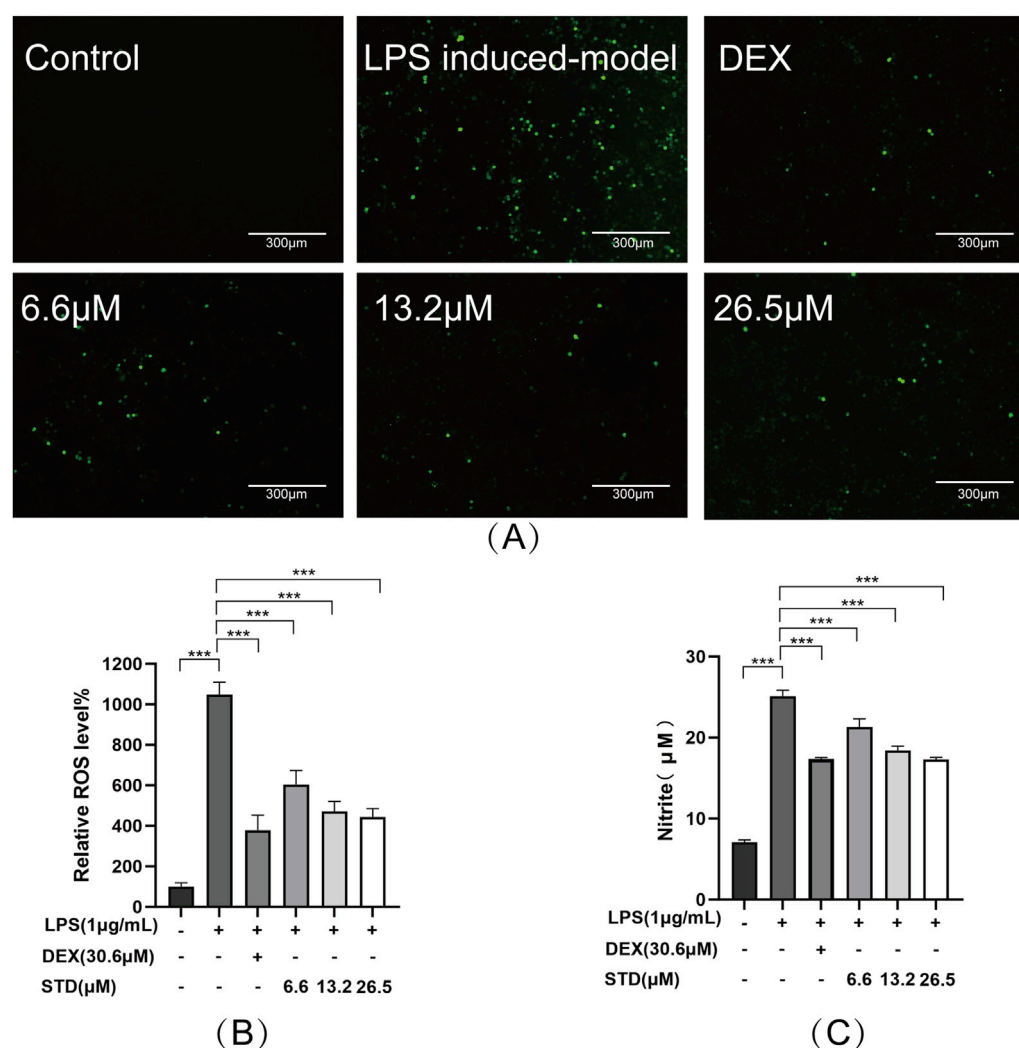 Control
LPS induced-model
DEX
300μm
300μm
300μm
6.6μM
13.2μM
26.5μM
300μm
300μm
300μm
(A)
***
***
***
***
***
Relative ROS level%
1200
1000
800
600
400
200
0
LPS(1μg/mL) - + + + + +
DEX(30.6μM) - - + - - -
STD(μM) - - - 6.6 13.2 26.5
(B)
***
***
***
***
***
Nitrite( μM )
30
20
10
0
LPS(1μg/mL) - + + + + +
DEX(30.6μM) - - + - - -
STD(μM) - - - 6.6 13.2 26.5
(C)